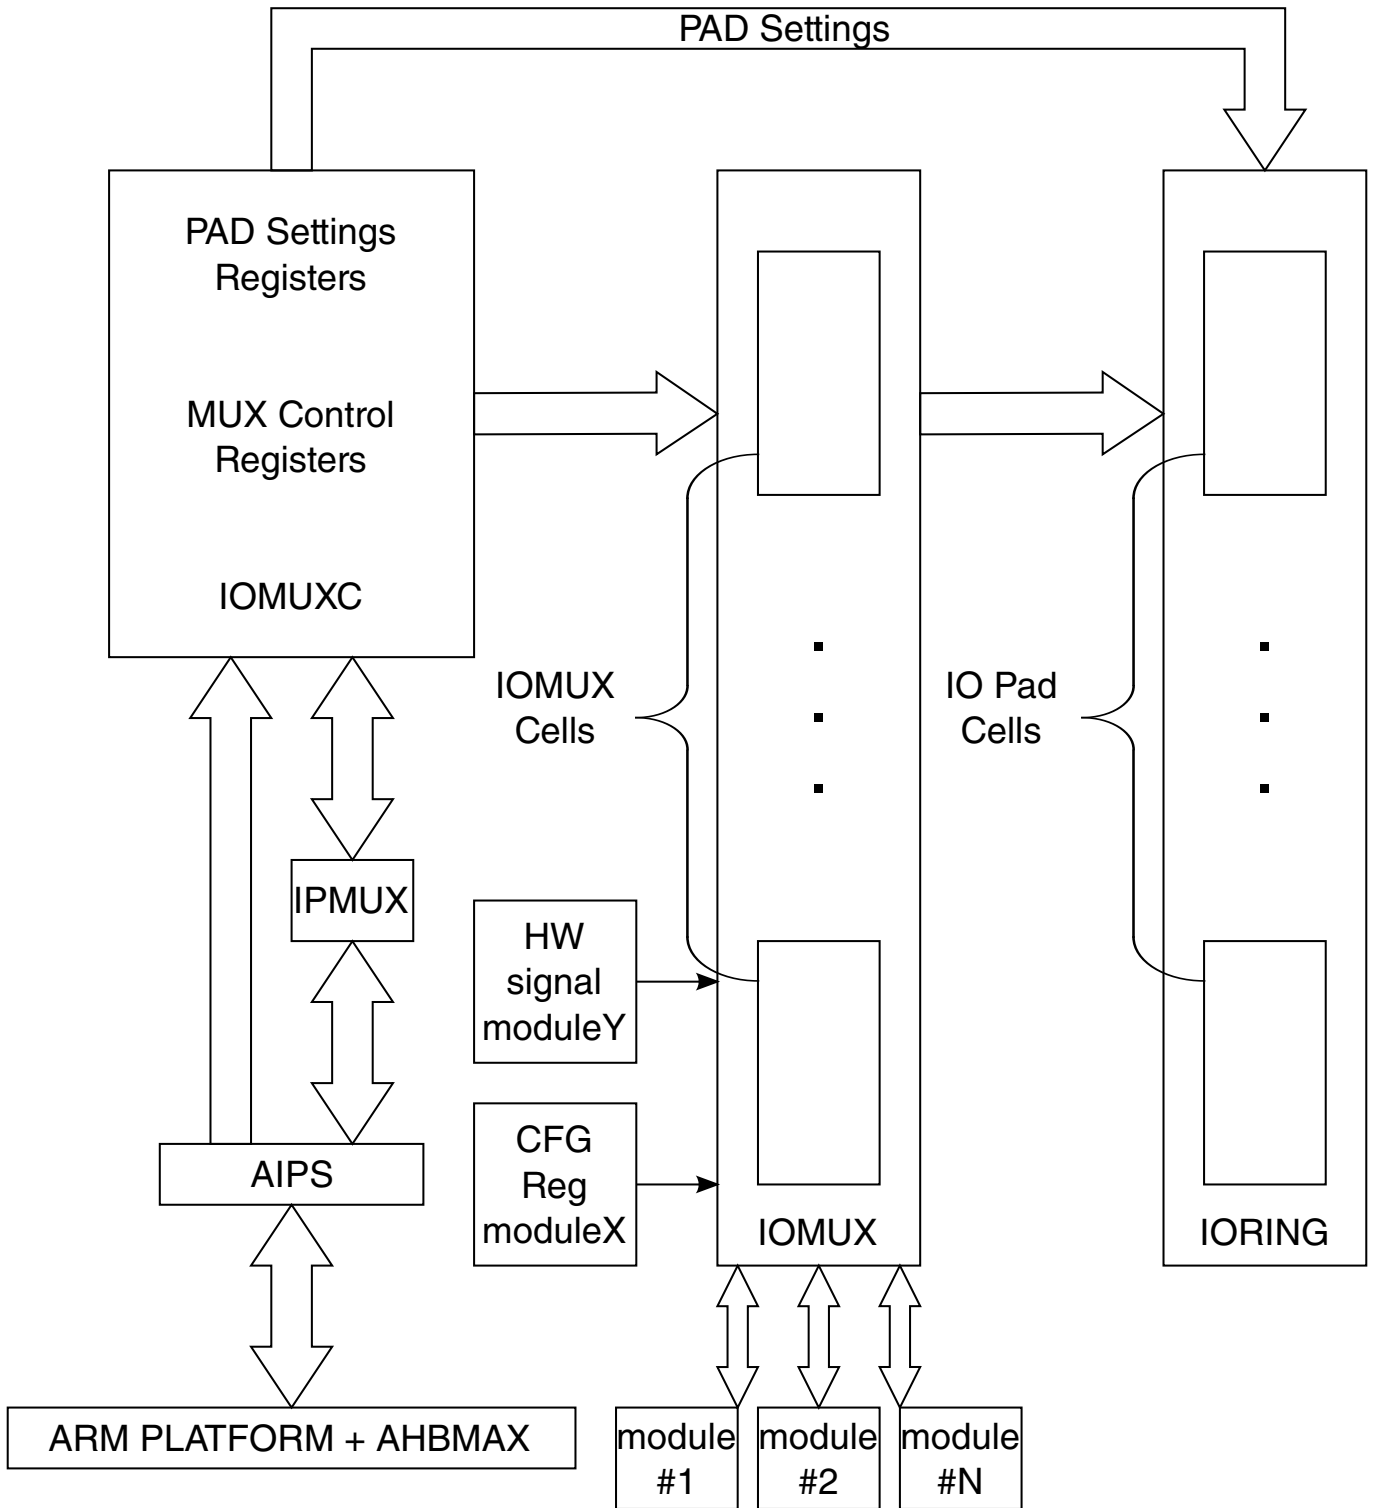 PAD Settings
PAD Settings
Registers
MUX Control
Registers
IOMUXC
IOMUX
Cells
IO Pad
Cells
IPMUX
HW
signal
moduleY
CFG
Reg
moduleX
AIPS
IOMUX
IORING
ARM PLATFORM + AHBMAX
module
#1
module
#2
module
#N